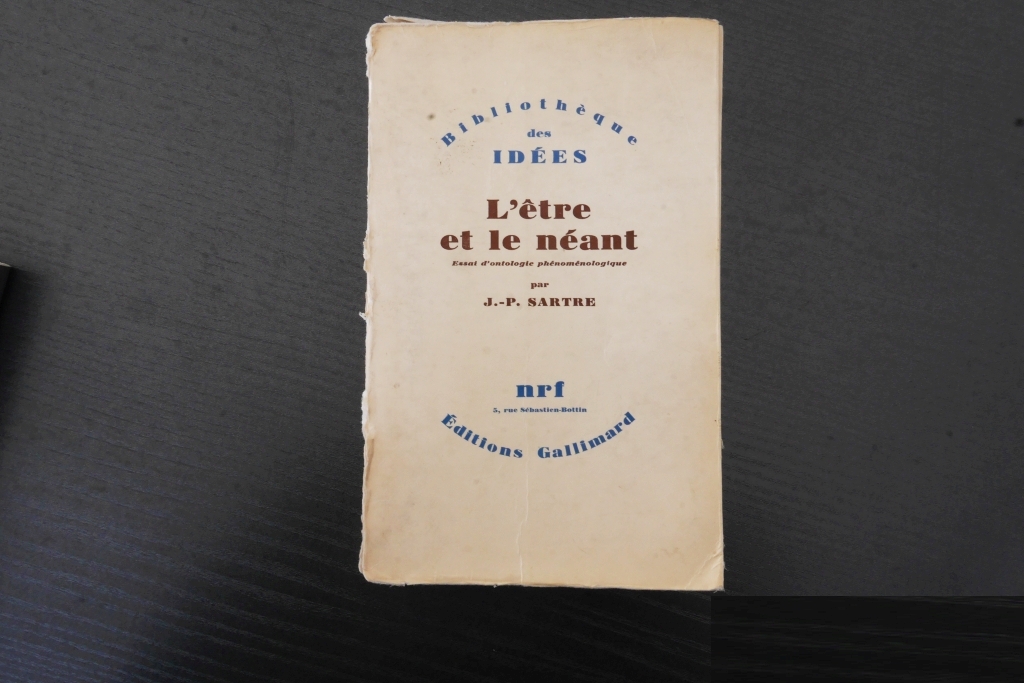 Bibliothèque
des
IDÉES
L'être
et le néant
Essai d'ontologie phénoménologique
par
J.-P. SARTRE
nrf
5, rue Sébastien-Bottin
Éditions Gallimard